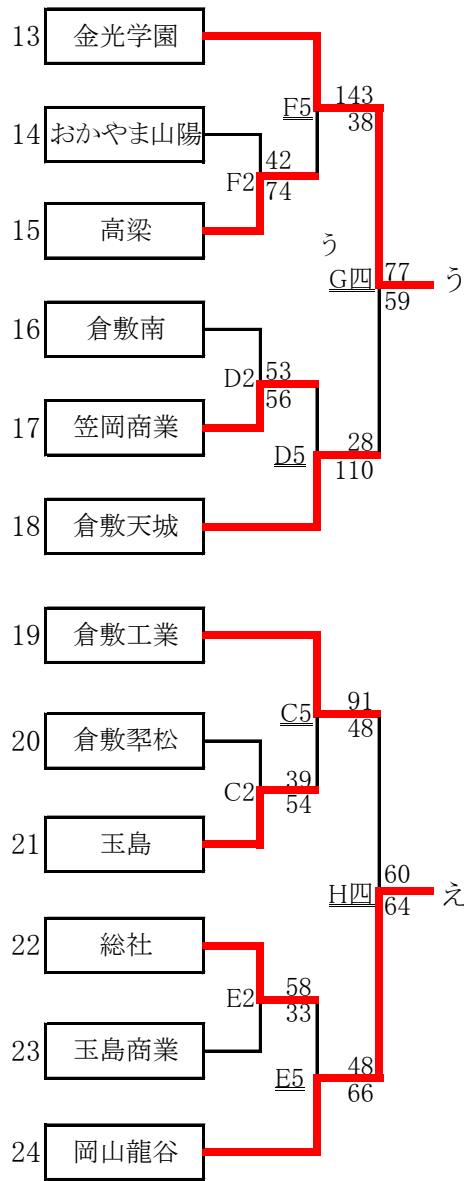 13 金光学園
F5 143
38
14 おかやま山陽
F2 42
74
15 高梁
う
G四 77 う
59
16 倉敷南
D2 53
56
17 笠岡商業
D5 28
110
18 倉敷天城
19 倉敷工業
C5 91
48
20 倉敷翠松
C2 39
54
21 玉島
H四 60 え
64
22 総社
E2 58
33
23 玉島商業
E5 48
66
24 岡山龍谷